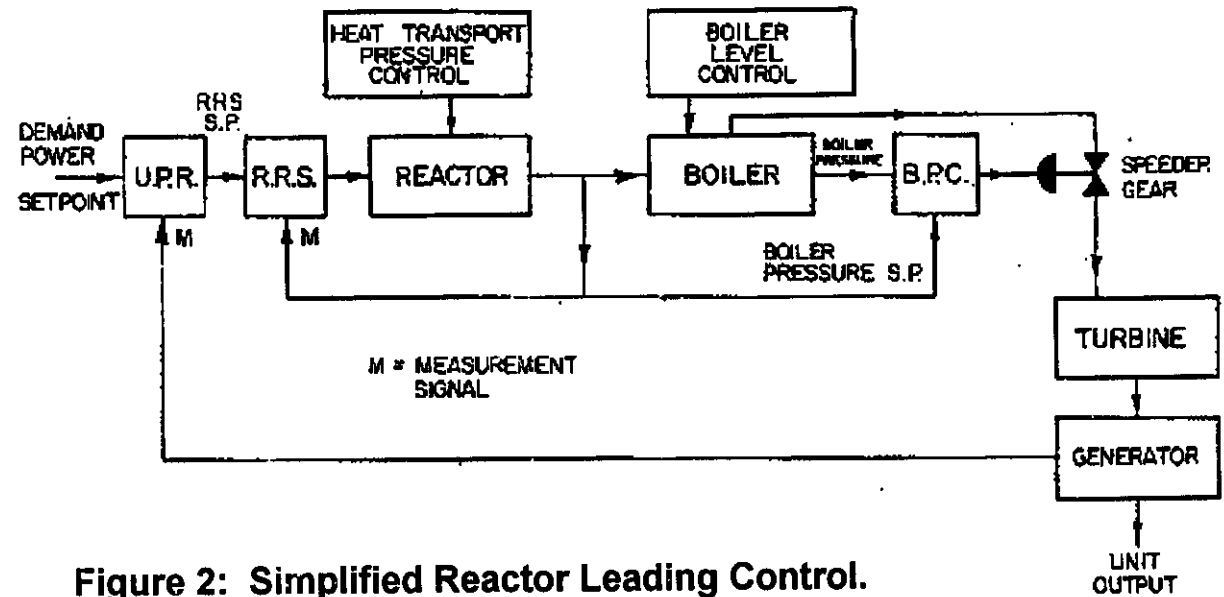 HEAT TRANSPORT
PRESSURE
CONTROL
BOILER
LEVEL
CONTROL
RRS
S.P.
DEMAND
POWER
SETPOINT
U.P.R.
R.R.S.
REACTOR
BOILER
BOILER
PRESSURE
B.P.C.
SPEEDER
GEAR
M
M
BOILER
PRESSURE S.P.
TURBINE
M = MEASUREMENT
SIGNAL
GENERATOR
UNIT
OUTPUT
Figure 2: Simplified Reactor Leading Control.